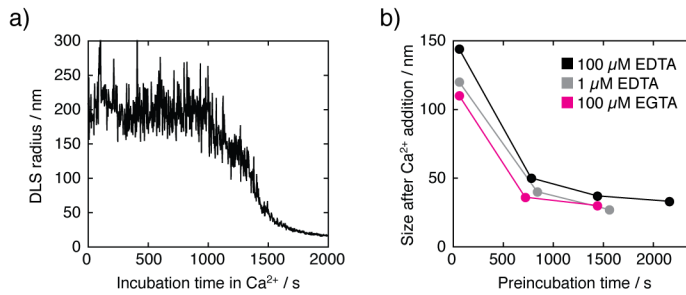 a)
DLS radius / nm
300
250
200
150
100
50
0
0 500 1000 1500 2000
Incubation time in Ca²⁺ / s
b)
Size after Ca²⁺ addition / nm
150
100
50
0
100 µM EDTA
1 µM EDTA
100 µM EGTA
0 500 1000 1500 2000
Preincubation time / s